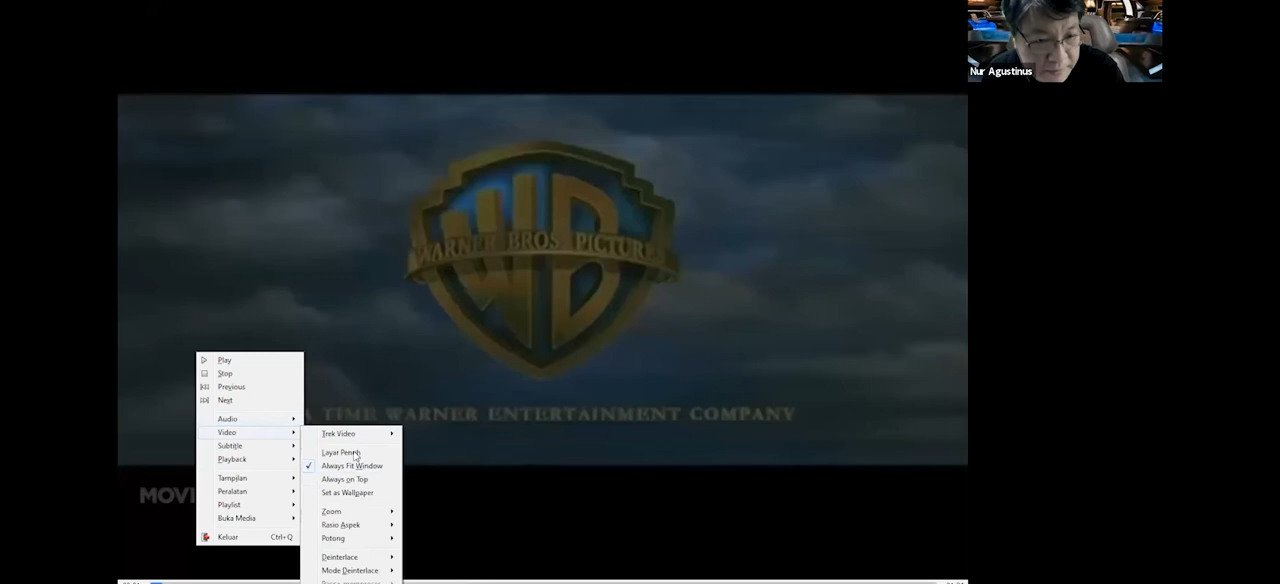 Nur Agustinus
WARNER BROS PICTURES
A TIME WARNER ENTERTAINMENT COMPANY
MOVI
Play
Stop
Previous
Next
Audio
Video
Subtitle
Playback
Tampilan
Peralatan
Playlist
Buka Media
Keluar Ctrl+Q
Trek Video
Layar Penuh
Always Fit Window
Always on Top
Set as Wallpaper
Zoom
Rasio Aspek
Potong
Deinterlace
Mode Deinterlace